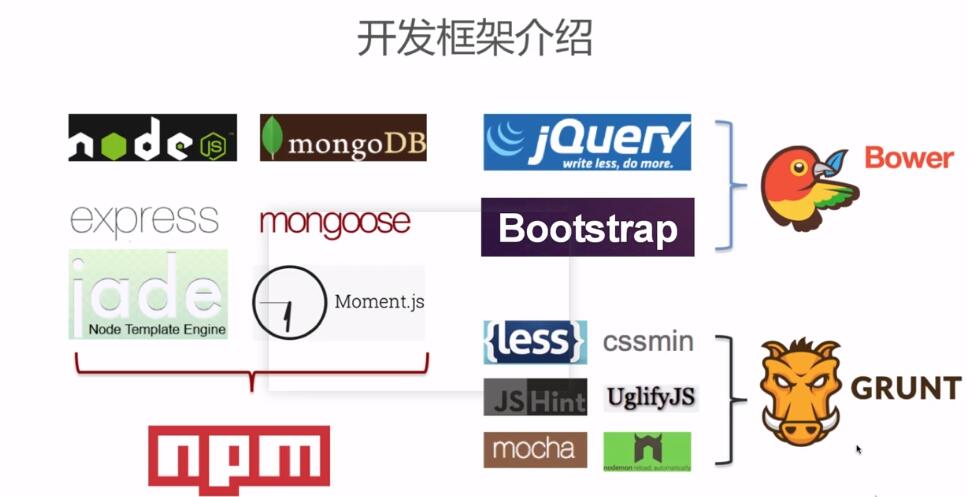 开发框架介绍
node JS
mongoDB
express
mongoose
jade
Node Template Engine
Moment.js
npm
jQuery
write less, do more.
Bootstrap
Bower
{less}
cssmin
JSHint
UglifyJS
mocha
nodemon reload, automatically
GRUNT